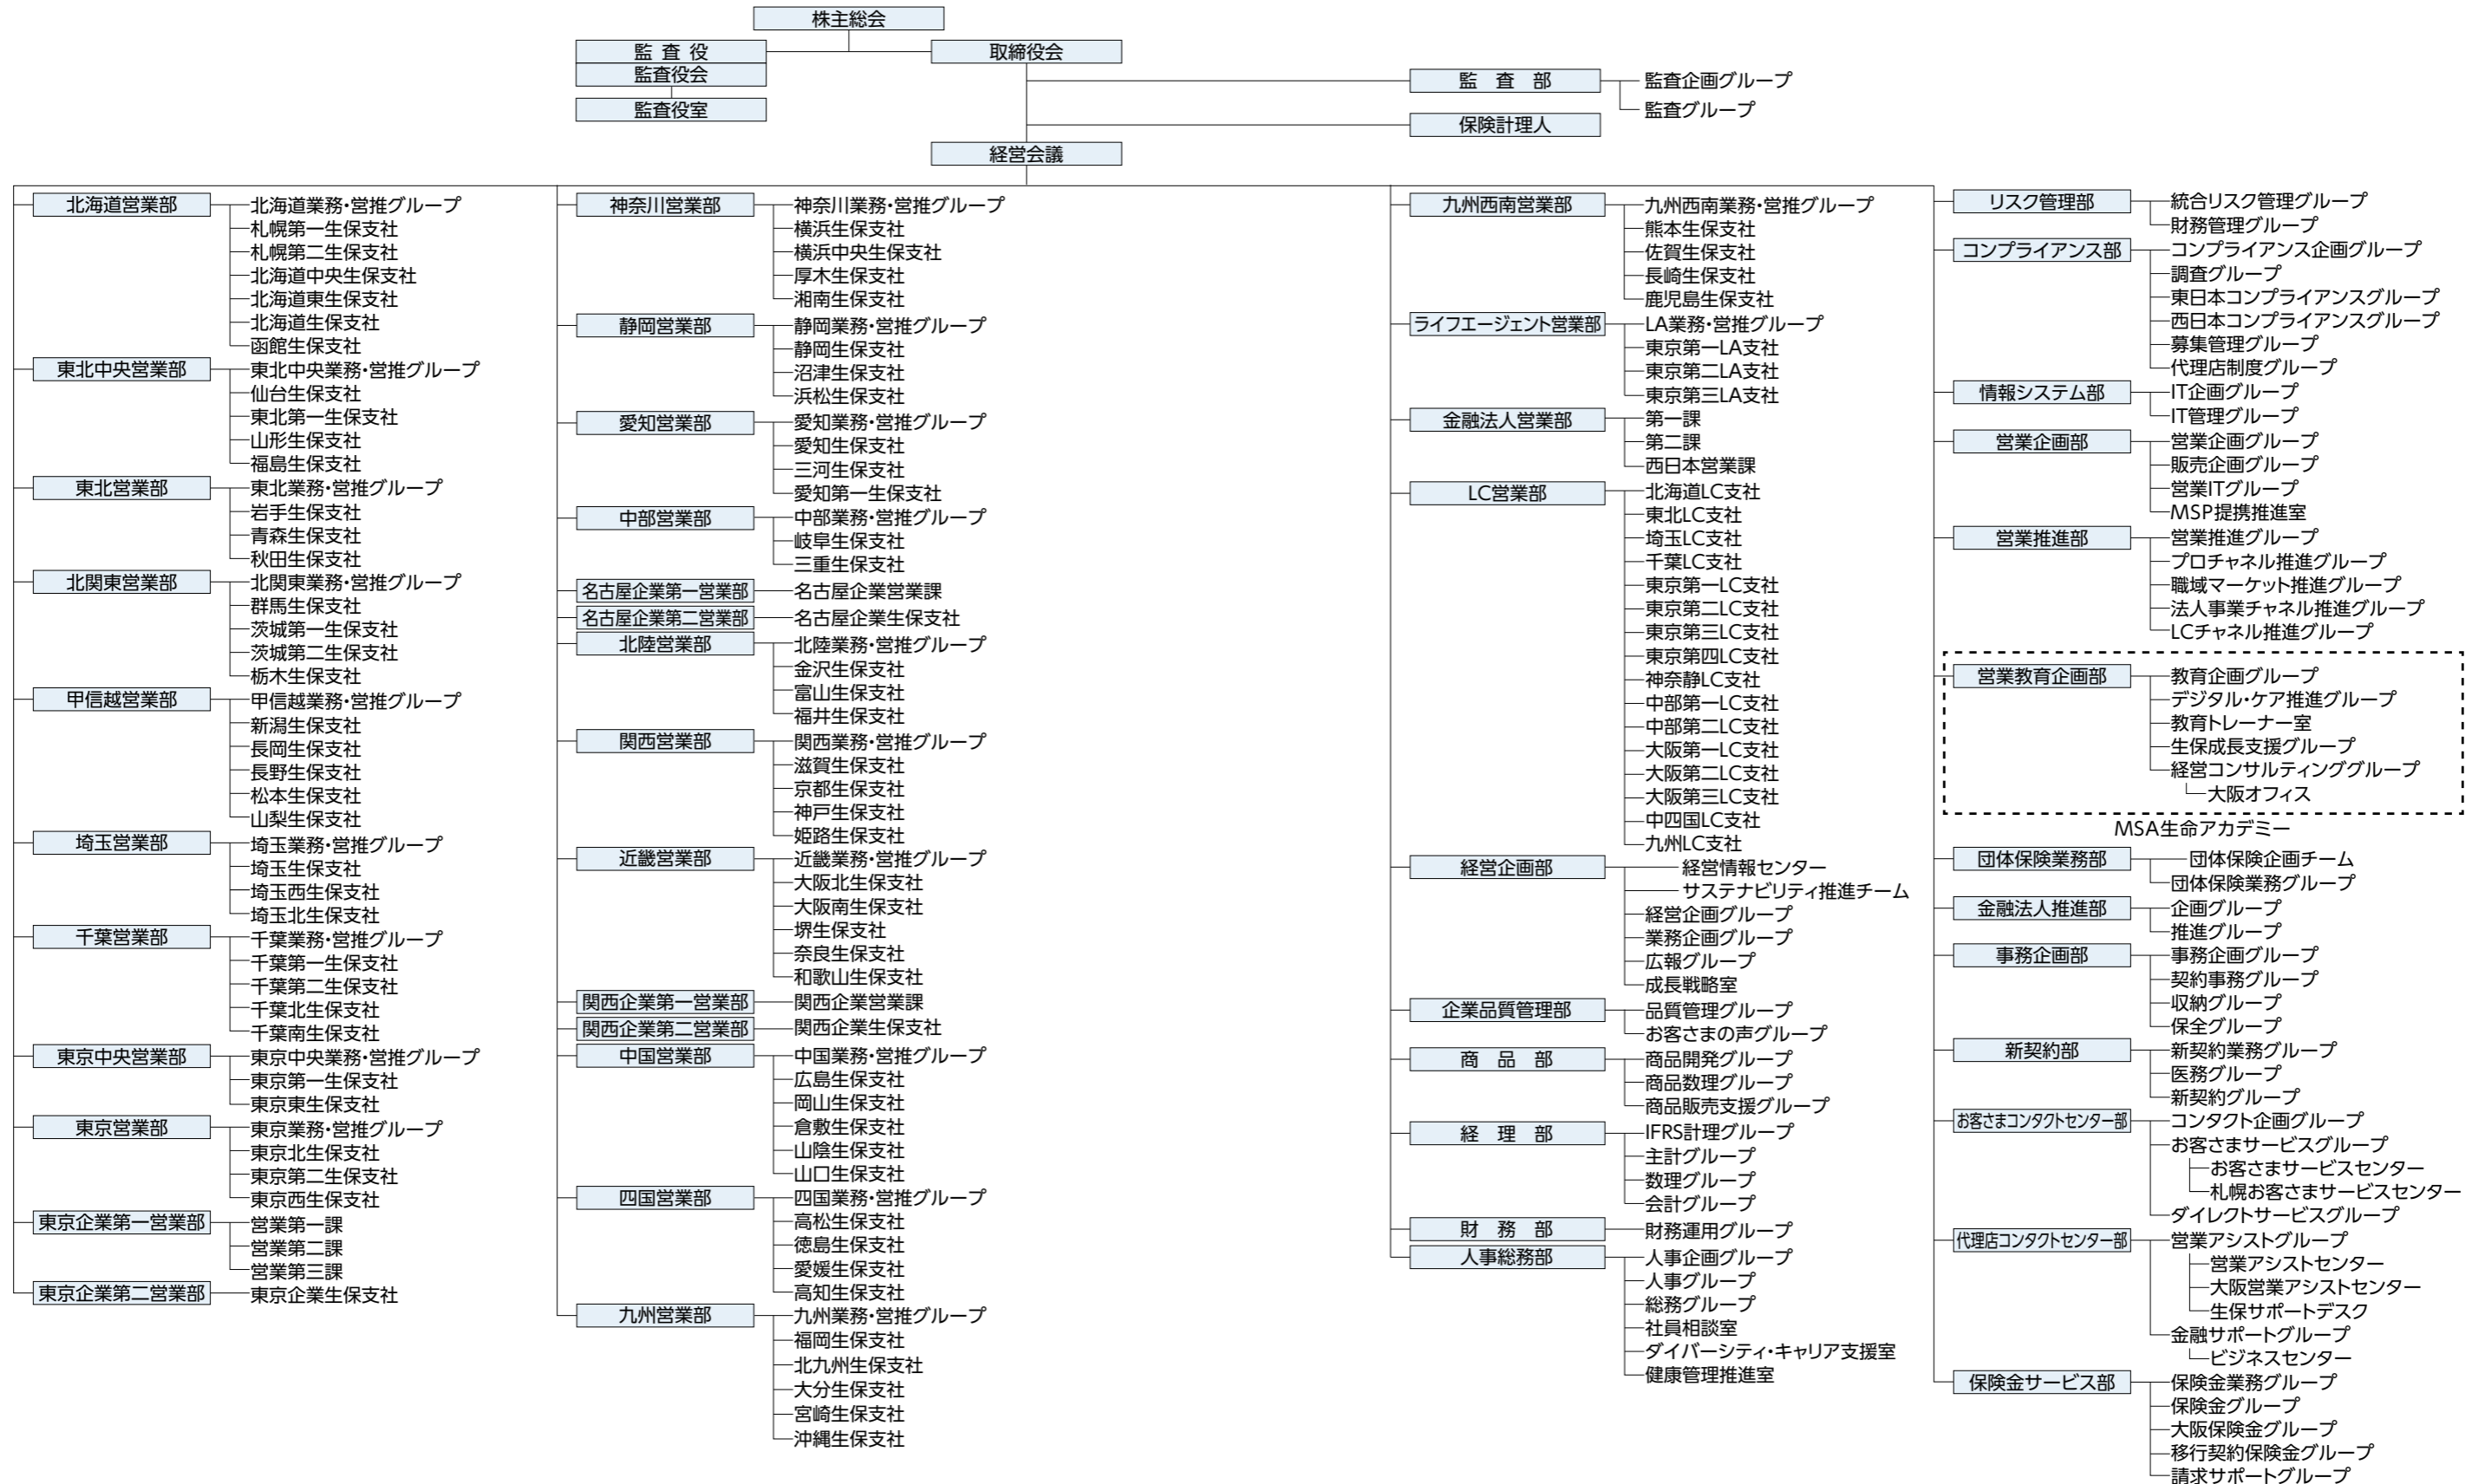 株主総会
監査役
監査役会
監査役室
取締役会
監査部
監査企画グループ
監査グループ
保険計理人
経営会議
北海道営業部
北海道業務・営推グループ
札幌第一生保支社
札幌第二生保支社
北海道中央生保支社
北海道東生保支社
北海道生保支社
函館生保支社
東北中央営業部
東北中央業務・営推グループ
仙台生保支社
東北第一生保支社
山形生保支社
福島生保支社
東北営業部
東北業務・営推グループ
岩手生保支社
青森生保支社
秋田生保支社
北関東営業部
北関東業務・営推グループ
群馬生保支社
茨城第一生保支社
茨城第二生保支社
栃木生保支社
甲信越営業部
甲信越業務・営推グループ
新潟生保支社
長岡生保支社
長野生保支社
松本生保支社
山梨生保支社
埼玉営業部
埼玉業務・営推グループ
埼玉生保支社
埼玉西生保支社
埼玉北生保支社
千葉営業部
千葉業務・営推グループ
千葉第一生保支社
千葉第二生保支社
千葉北生保支社
千葉南生保支社
東京中央営業部
東京中央業務・営推グループ
東京第一生保支社
東京東生保支社
東京営業部
東京業務・営推グループ
東京北生保支社
東京第二生保支社
東京西生保支社
東京企業第一営業部
営業第一課
営業第二課
営業第三課
東京企業第二営業部
東京企業生保支社
神奈川営業部
神奈川業務・営推グループ
横浜生保支社
横浜中央生保支社
厚木生保支社
湘南生保支社
静岡営業部
静岡業務・営推グループ
静岡生保支社
沼津生保支社
浜松生保支社
愛知営業部
愛知業務・営推グループ
愛知生保支社
三河生保支社
愛知第一生保支社
中部営業部
中部業務・営推グループ
岐阜生保支社
三重生保支社
名古屋企業第一営業部
名古屋企業営業課
名古屋企業第二営業部
名古屋企業生保支社
北陸営業部
北陸業務・営推グループ
金沢生保支社
富山生保支社
福井生保支社
関西営業部
関西業務・営推グループ
滋賀生保支社
京都生保支社
神戸生保支社
姫路生保支社
近畿営業部
近畿業務・営推グループ
大阪北生保支社
大阪南生保支社
堺生保支社
奈良生保支社
和歌山生保支社
関西企業第一営業部
関西企業営業課
関西企業第二営業部
関西企業生保支社
中国営業部
中国業務・営推グループ
広島生保支社
岡山生保支社
倉敷生保支社
山陰生保支社
山口生保支社
四国営業部
四国業務・営推グループ
高松生保支社
徳島生保支社
愛媛生保支社
高知生保支社
九州営業部
九州業務・営推グループ
福岡生保支社
北九州生保支社
大分生保支社
宮崎生保支社
沖縄生保支社
九州西南営業部
九州西南業務・営推グループ
熊本生保支社
佐賀生保支社
長崎生保支社
鹿児島生保支社
ライフエージェント営業部
LA業務・営推グループ
東京第一LA支社
東京第二LA支社
東京第三LA支社
金融法人営業部
第一課
第二課
西日本営業課
LC営業部
北海道LC支社
東北LC支社
埼玉LC支社
千葉LC支社
東京第一LC支社
東京第二LC支社
東京第三LC支社
東京第四LC支社
神奈静LC支社
中部第一LC支社
中部第二LC支社
大阪第一LC支社
大阪第二LC支社
大阪第三LC支社
中四国LC支社
九州LC支社
経営企画部
経営情報センター
サステナビリティ推進チーム
経営企画グループ
業務企画グループ
広報グループ
成長戦略室
企業品質管理部
品質管理グループ
お客さまの声グループ
商品部
商品開発グループ
商品数理グループ
商品販売支援グループ
経理部
IFRS計理グループ
主計グループ
数理グループ
会計グループ
財務部
財務運用グループ
人事総務部
人事企画グループ
人事グループ
総務グループ
社員相談室
ダイバーシティ・キャリア支援室
健康管理推進室
リスク管理部
統合リスク管理グループ
財務管理グループ
コンプライアンス部
コンプライアンス企画グループ
調査グループ
東日本コンプライアンスグループ
西日本コンプライアンスグループ
募集管理グループ
代理店制度グループ
情報システム部
IT企画グループ
IT管理グループ
営業企画部
営業企画グループ
販売企画グループ
営業ITグループ
MSP提携推進室
営業推進部
営業推進グループ
プロチャネル推進グループ
職域マーケット推進グループ
法人事業チャネル推進グループ
LCチャネル推進グループ
営業教育企画部
教育企画グループ
デジタル・ケア推進グループ
教育トレーナー室
生保成長支援グループ
経営コンサルティンググループ
大阪オフィス
MSA生命アカデミー
団体保険業務部
団体保険企画チーム
団体保険業務グループ
金融法人推進部
企画グループ
推進グループ
事務企画部
事務企画グループ
契約事務グループ
収納グループ
保全グループ
新契約部
新契約業務グループ
医務グループ
新契約グループ
お客さまコンタクトセンター部
コンタクト企画グループ
お客さまサービスグループ
お客さまサービスセンター
札幌お客さまサービスセンター
ダイレクトサービスグループ
代理店コンタクトセンター部
営業アシストグループ
営業アシストセンター
大阪営業アシストセンター
生保サポートデスク
金融サポートグループ
ビジネスセンター
保険金サービス部
保険金業務グループ
保険金グループ
大阪保険金グループ
移行契約保険金グループ
請求サポートグループ